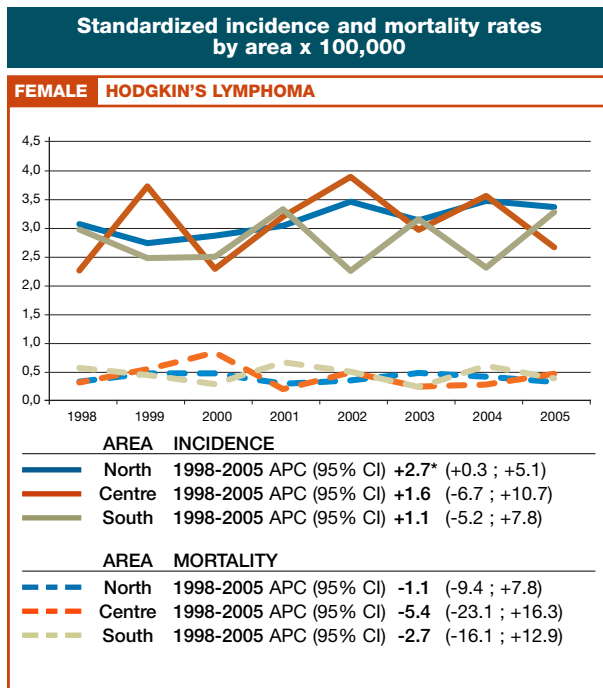 Standardized incidence and mortality rates
by area x 100,000
FEMALE HODGKIN'S LYMPHOMA
4,5
4,0
3,5
3,0
2,5
2,0
1,5
1,0
0,5
0,0
1998 1999 2000 2001 2002 2003 2004 2005
AREA INCIDENCE
North 1998-2005 APC (95% CI) +2.7* (+0.3 ; +5.1)
Centre 1998-2005 APC (95% CI) +1.6 (-6.7 ; +10.7)
South 1998-2005 APC (95% CI) +1.1 (-5.2 ; +7.8)
AREA MORTALITY
North 1998-2005 APC (95% CI) -1.1 (-9.4 ; +7.8)
Centre 1998-2005 APC (95% CI) -5.4 (-23.1 ; +16.3)
South 1998-2005 APC (95% CI) -2.7 (-16.1 ; +12.9)